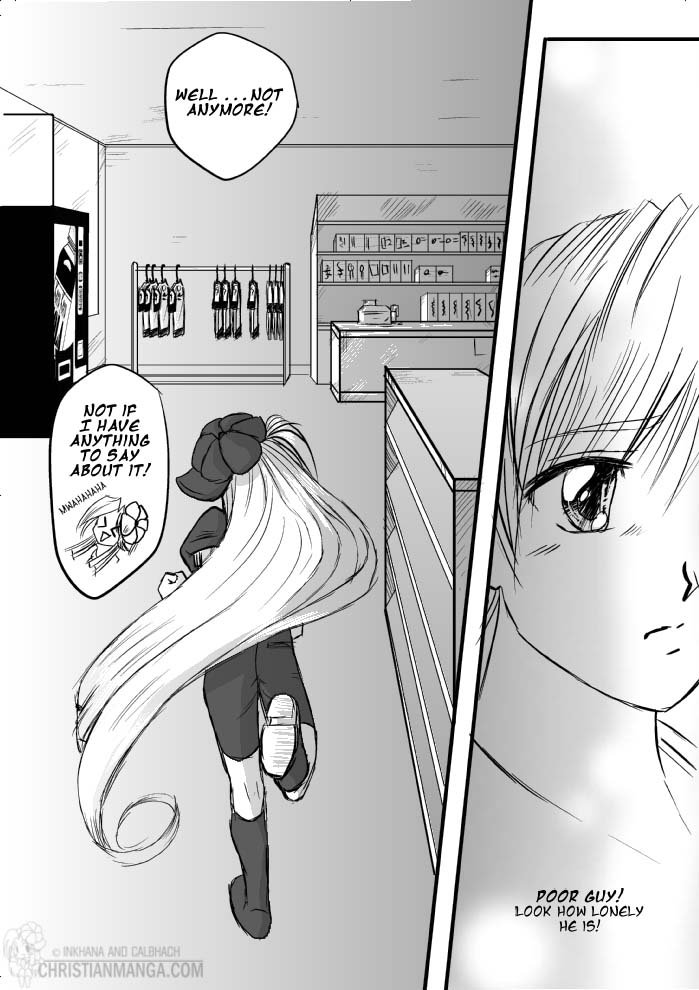 POOR GUY!
LOOK HOW LONELY
HE IS!
WELL ...NOT
ANYMORE!
NOT IF
I HAVE
ANYTHING
TO SAY
ABOUT IT!
MWAHAHAHA
© INKHANA AND CALBHACH
CHRISTIANMANGA.COM